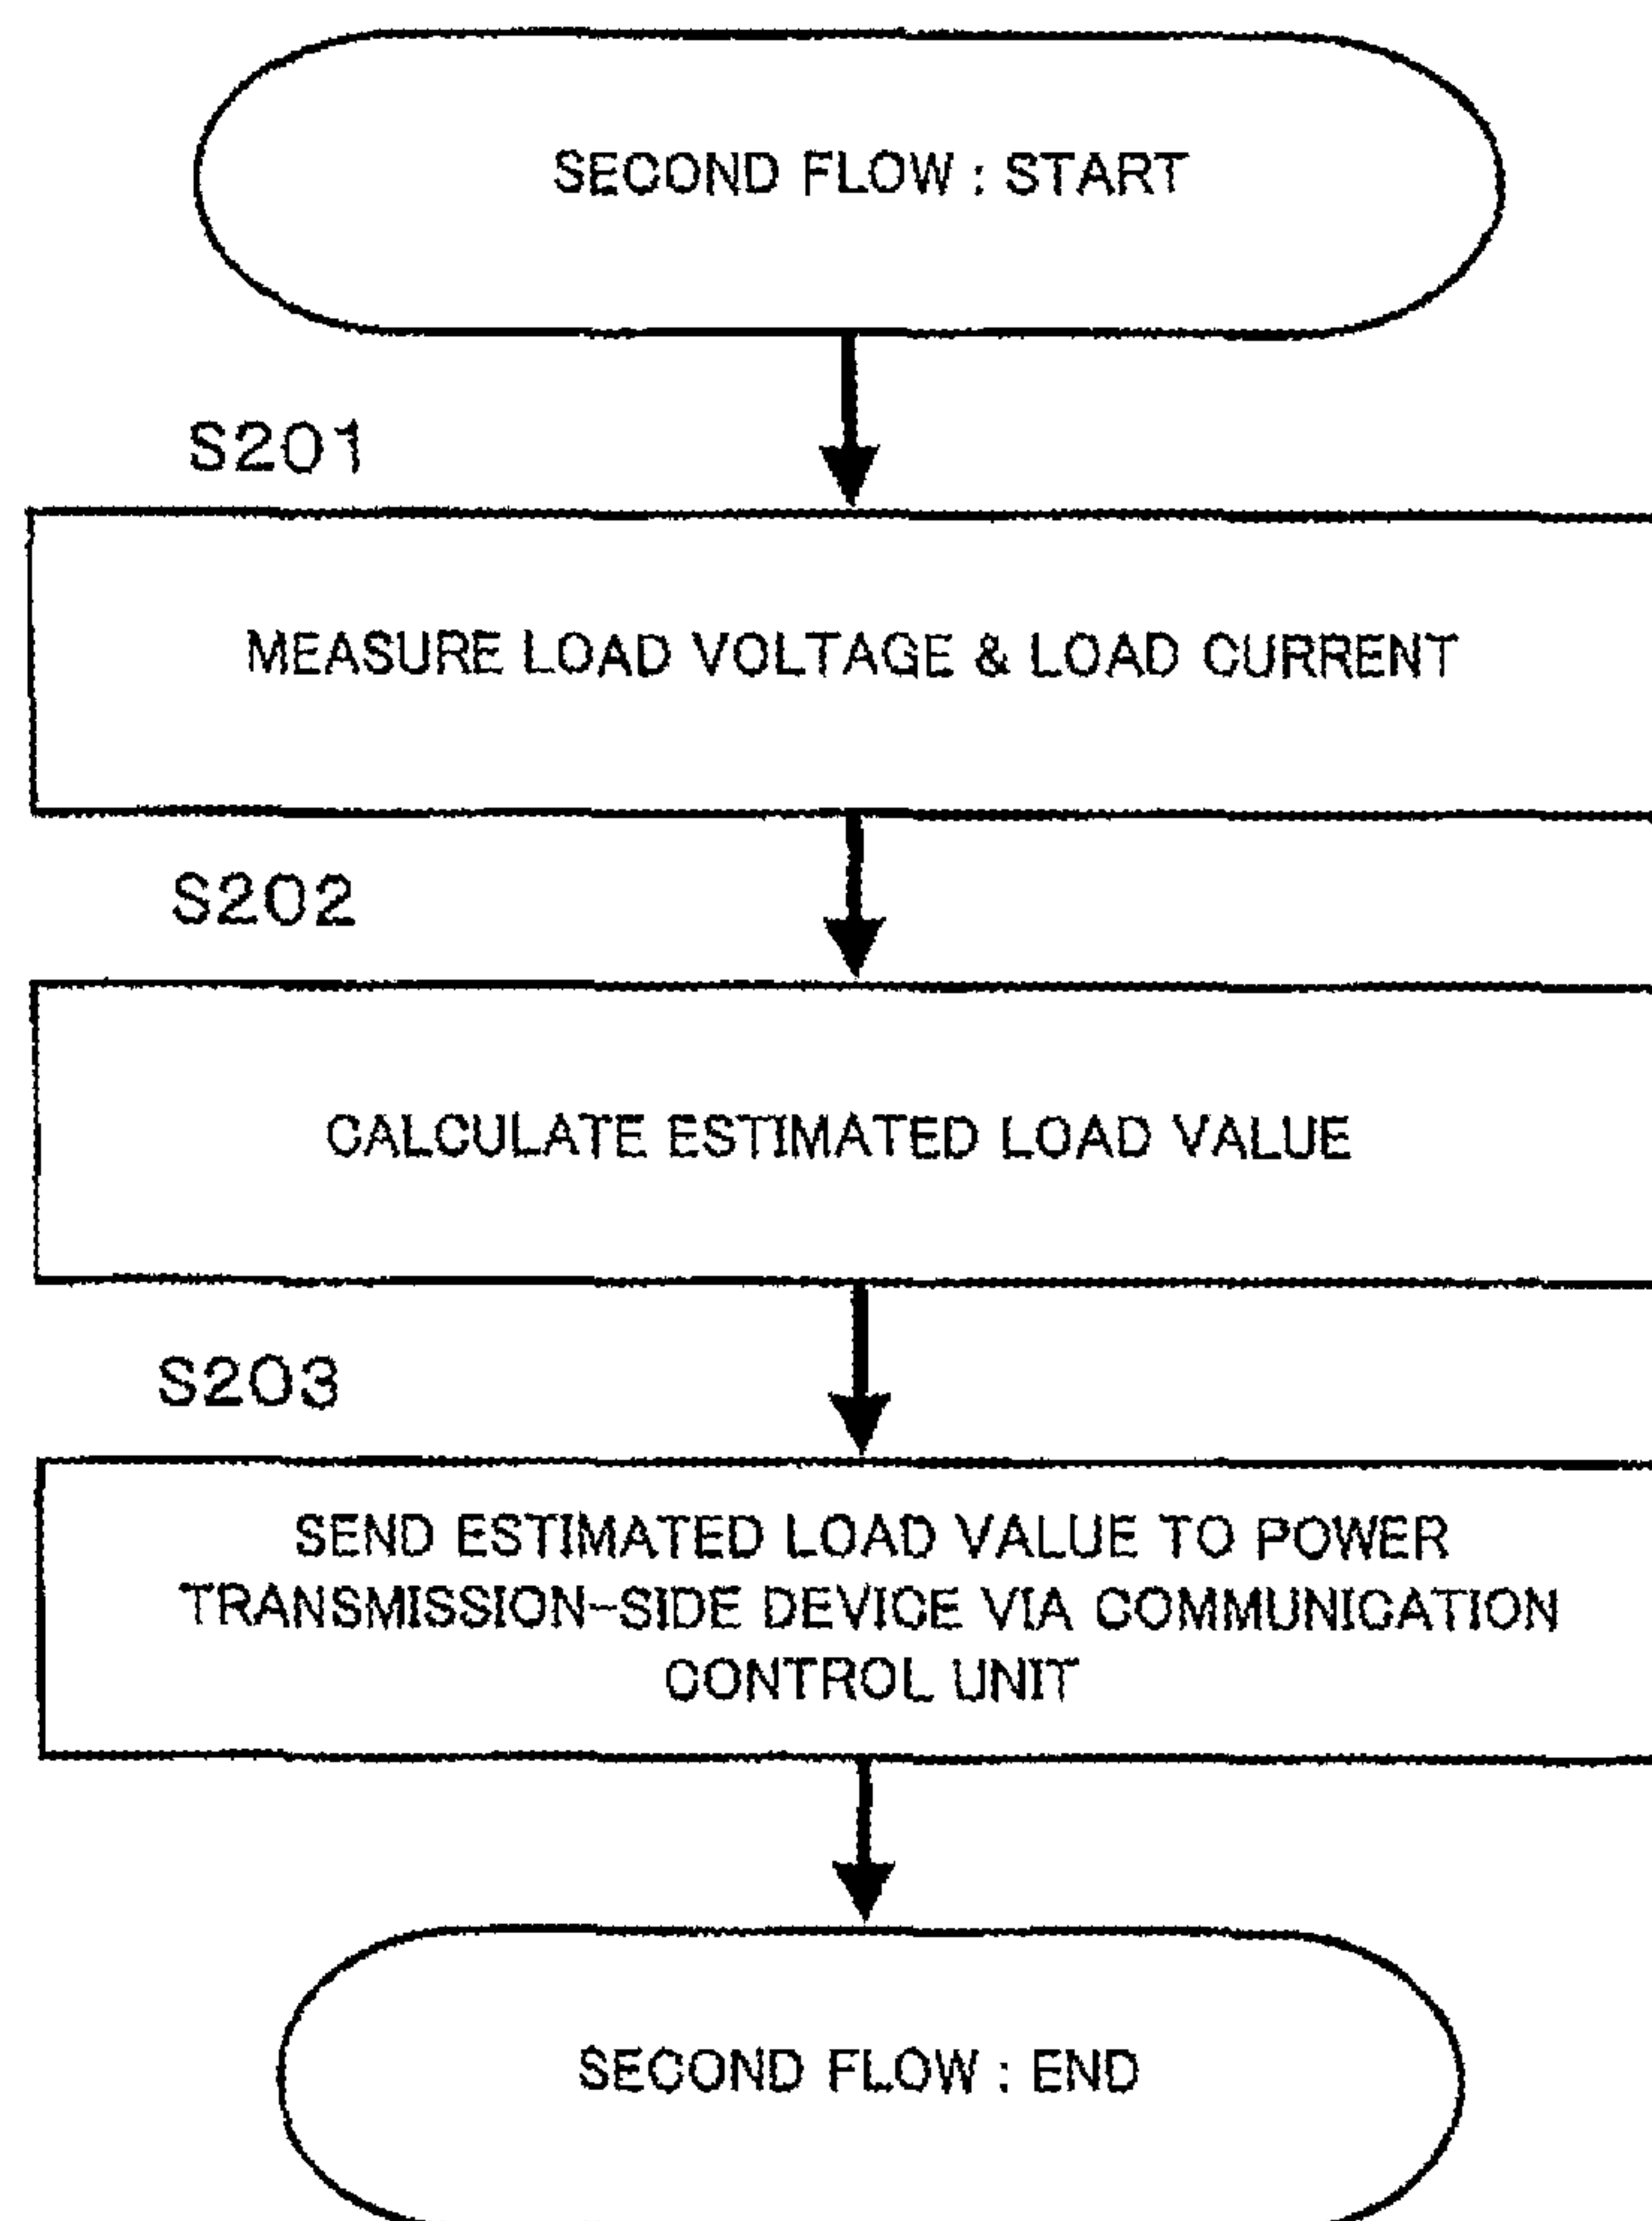 SECOND FLOW : START
S201
MEASURE LOAD VOLTAGE & LOAD CURRENT
S202
CALCULATE ESTIMATED LOAD VALUE
S203
SEND ESTIMATED LOAD VALUE TO POWER
TRANSMISSION-SIDE DEVICE VIA COMMUNICATION
CONTROL UNIT
SECOND FLOW : END